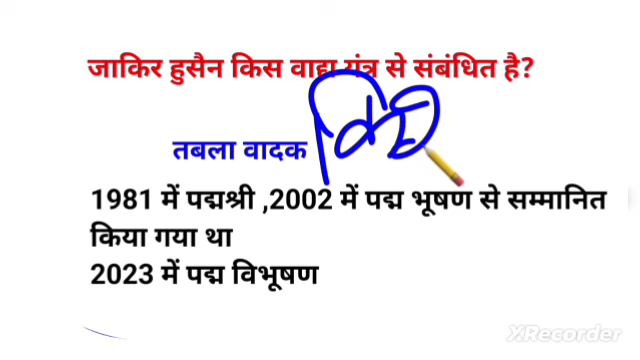 जाकिर हुसैन किस वाद्य यंत्र से संबंधित है?
तबला वादक
1981 में पद्मश्री ,2002 में पद्म भूषण से सम्मानित
किया गया था
2023 में पद्म विभूषण
XRecorder